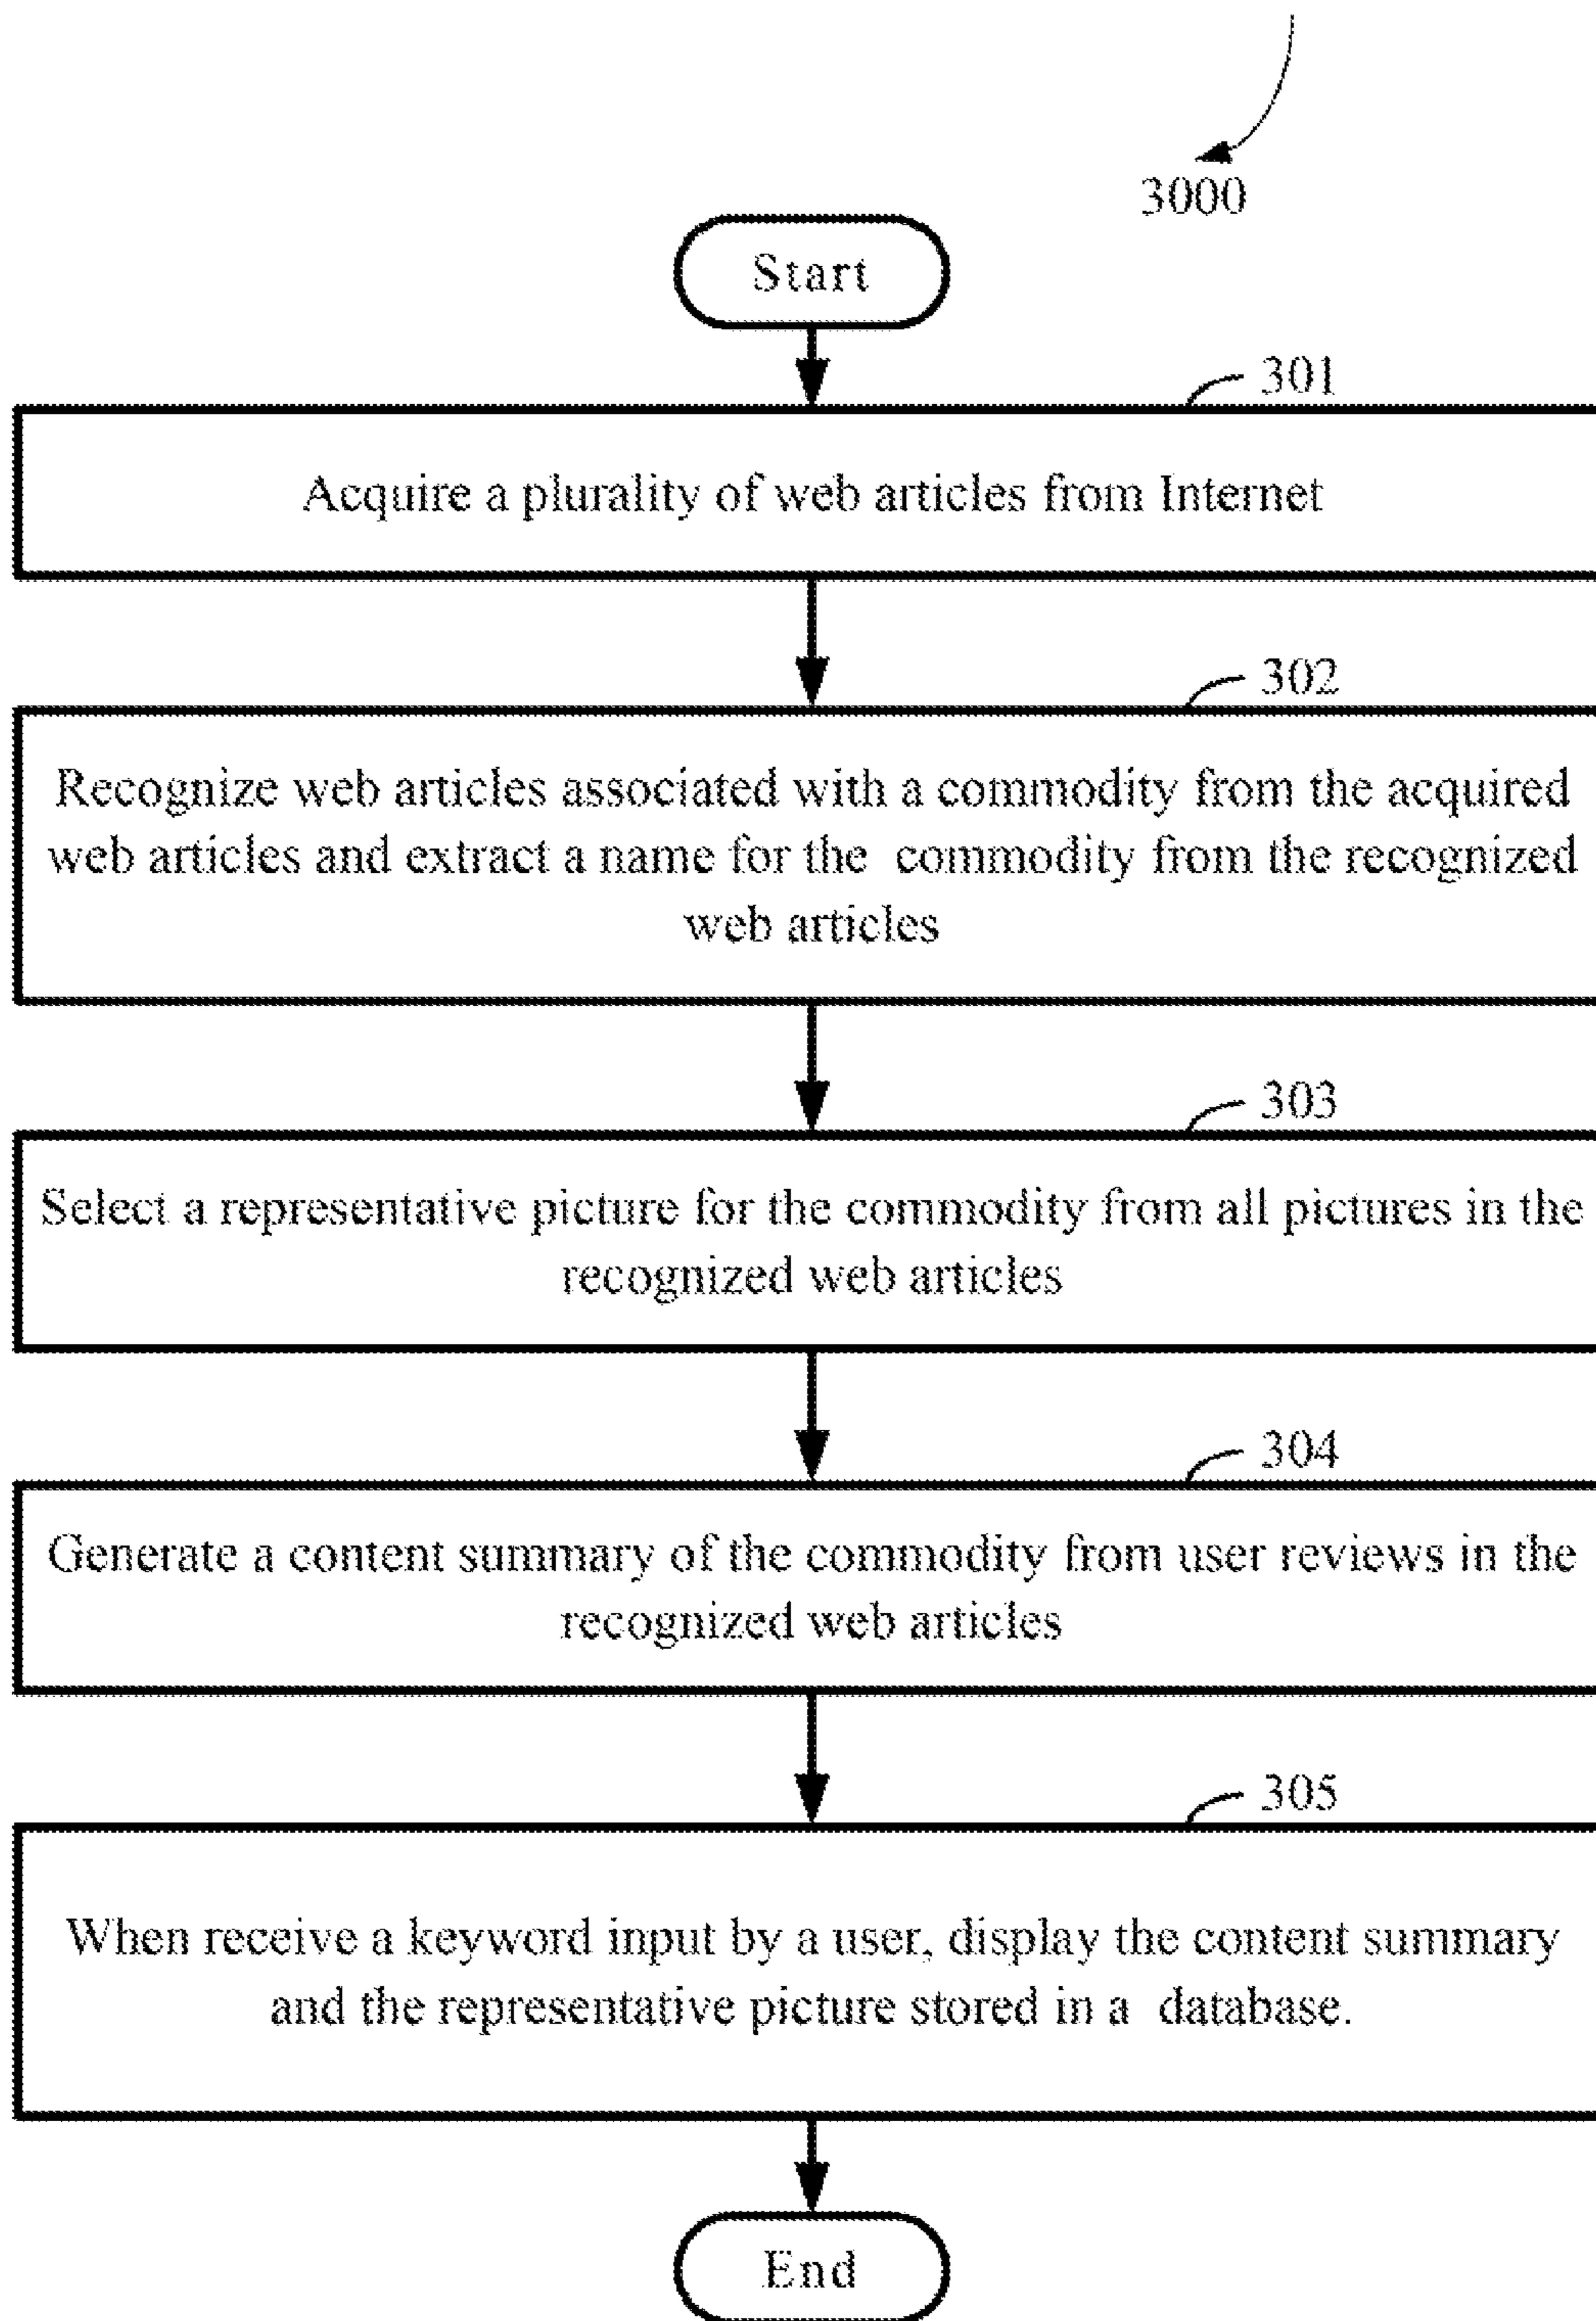 3000
Start
301
Acquire a plurality of web articles from Internet
302
Recognize web articles associated with a commodity from the acquired
web articles and extract a name for the commodity from the recognized
web articles
303
Select a representative picture for the commodity from all pictures in the
recognized web articles
304
Generate a content summary of the commodity from user reviews in the
recognized web articles
305
When receive a keyword input by a user, display the content summary
and the representative picture stored in a database.
End